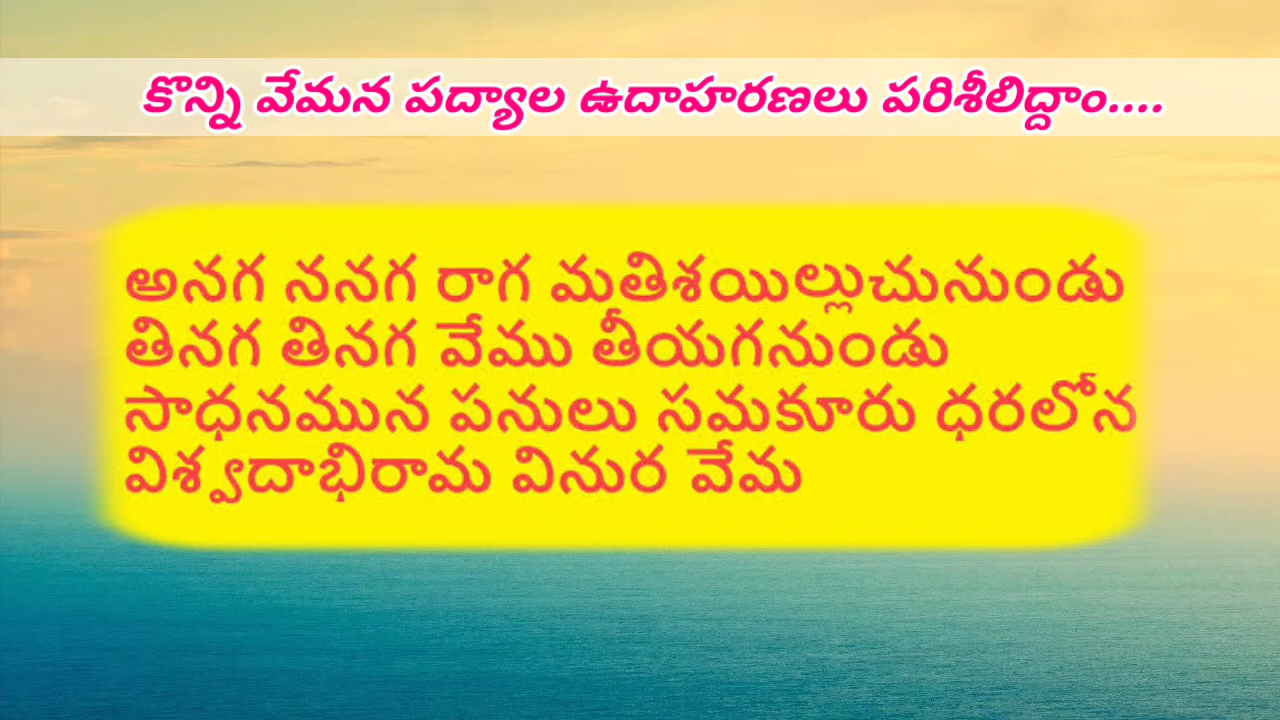 కొన్ని వేమన పద్యాల ఉదాహరణలు పరిశీలిద్దాం....
అనగ ననగ రాగ మతిశయిల్లుచునుండు
తినగ తినగ వేము తీయగనుండు
సాధనమున పనులు సమకూరు ధరలోన
విశ్వదాభిరామ వినుర వేమ